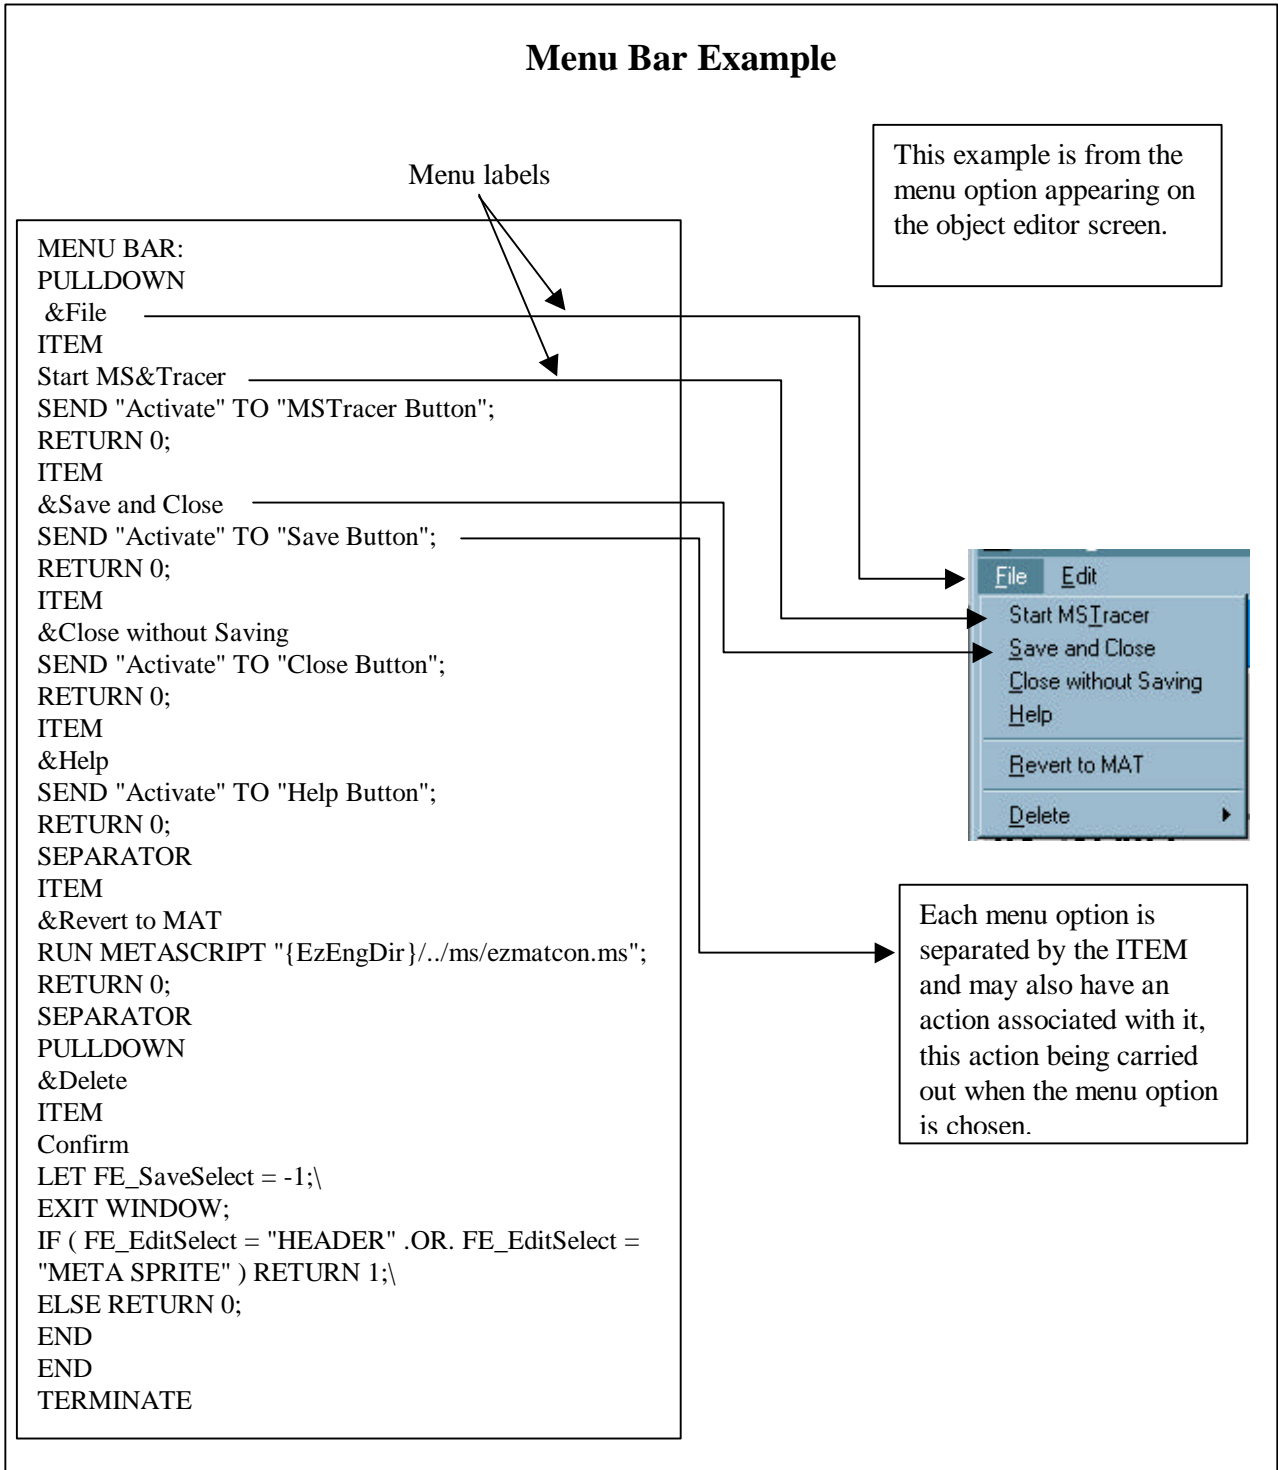 Menu Bar Example
This example is from the
menu option appearing on
the object editor screen.
Menu labels
MENU BAR:
PULLDOWN
&File
ITEM
Start MS&Tracer
SEND "Activate" TO "MSTracer Button";
RETURN 0;
ITEM
&Save and Close
SEND "Activate" TO "Save Button";
RETURN 0;
ITEM
&Close without Saving
SEND "Activate" TO "Close Button";
RETURN 0;
ITEM
&Help
SEND "Activate" TO "Help Button";
RETURN 0;
SEPARATOR
ITEM
&Revert to MAT
RUN METASCRIPT "{EzEngDir}/../ms/ezmatcon.ms";
RETURN 0;
SEPARATOR
PULLDOWN
&Delete
ITEM
Confirm
LET FE_SaveSelect = -1;\
EXIT WINDOW;
IF ( FE_EditSelect = "HEADER" .OR. FE_EditSelect =
"META SPRITE" ) RETURN 1;\
ELSE RETURN 0;
END
END
TERMINATE
File Edit
Start MSTracer
Save and Close
Close without Saving
Help
Revert to MAT
Delete
Each menu option is
separated by the ITEM
and may also have an
action associated with it,
this action being carried
out when the menu option
is chosen.